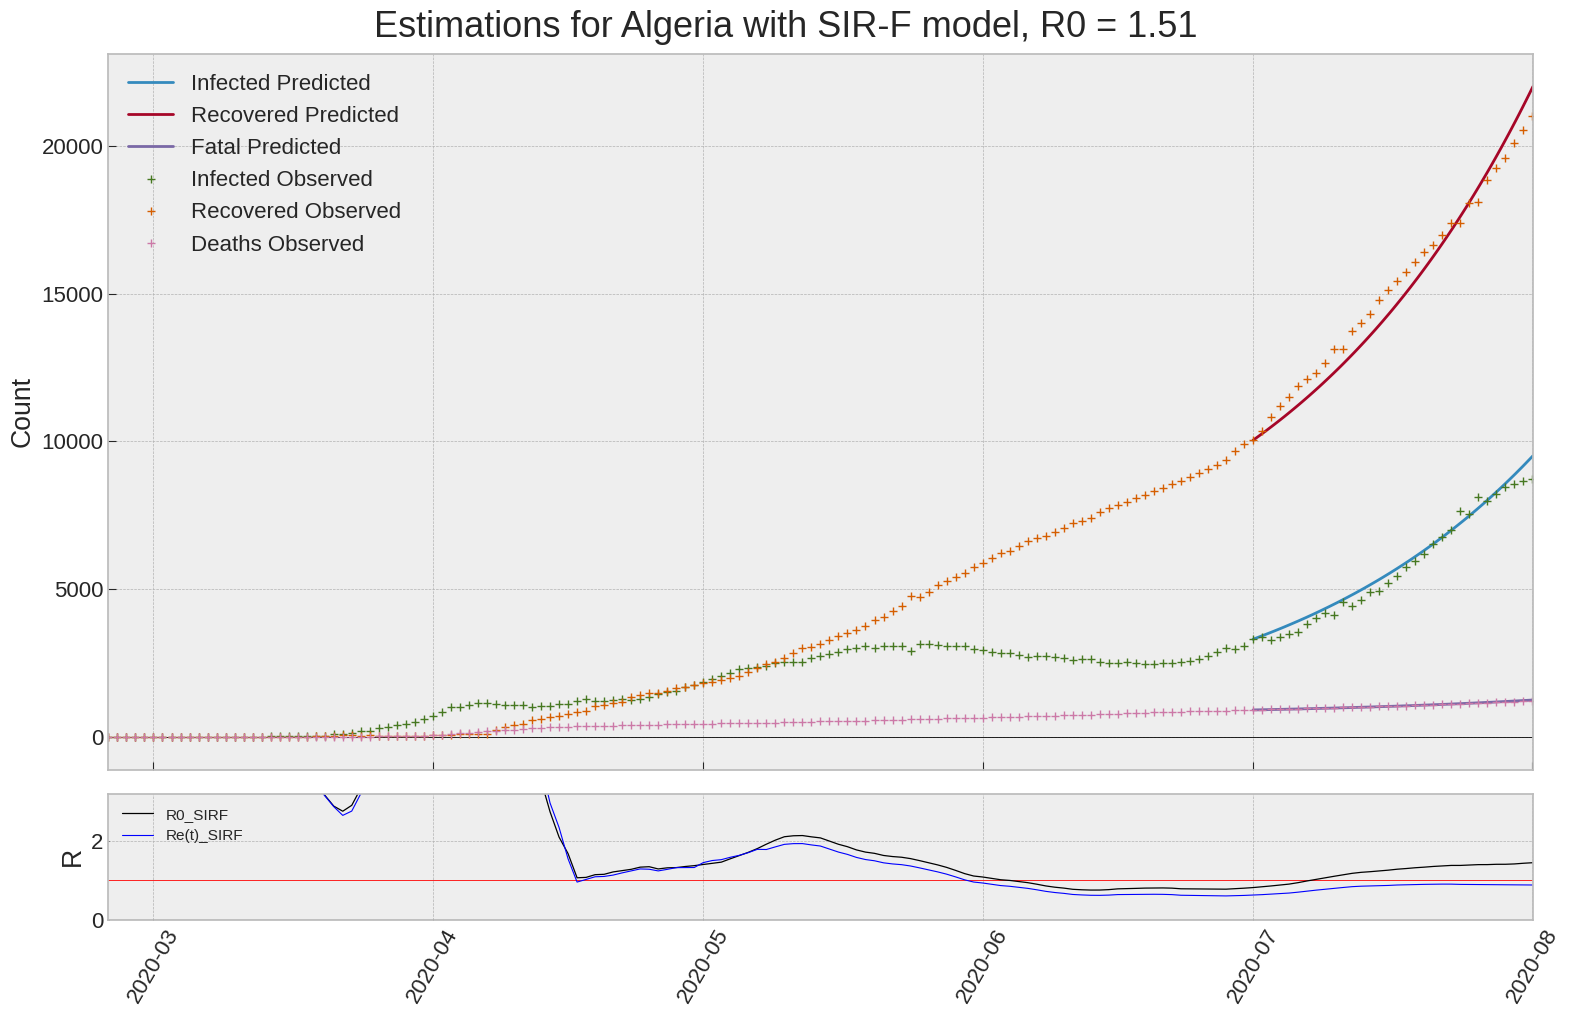 Estimations for Algeria with SIR-F model, R0 = 1.51
Infected Predicted
Recovered Predicted
Fatal Predicted
Infected Observed
Recovered Observed
Deaths Observed
20000
15000
10000
5000
0
Count
R0_SIRF
Re(t)_SIRF
2
0
R
2020-03
2020-04
2020-05
2020-06
2020-07
2020-08